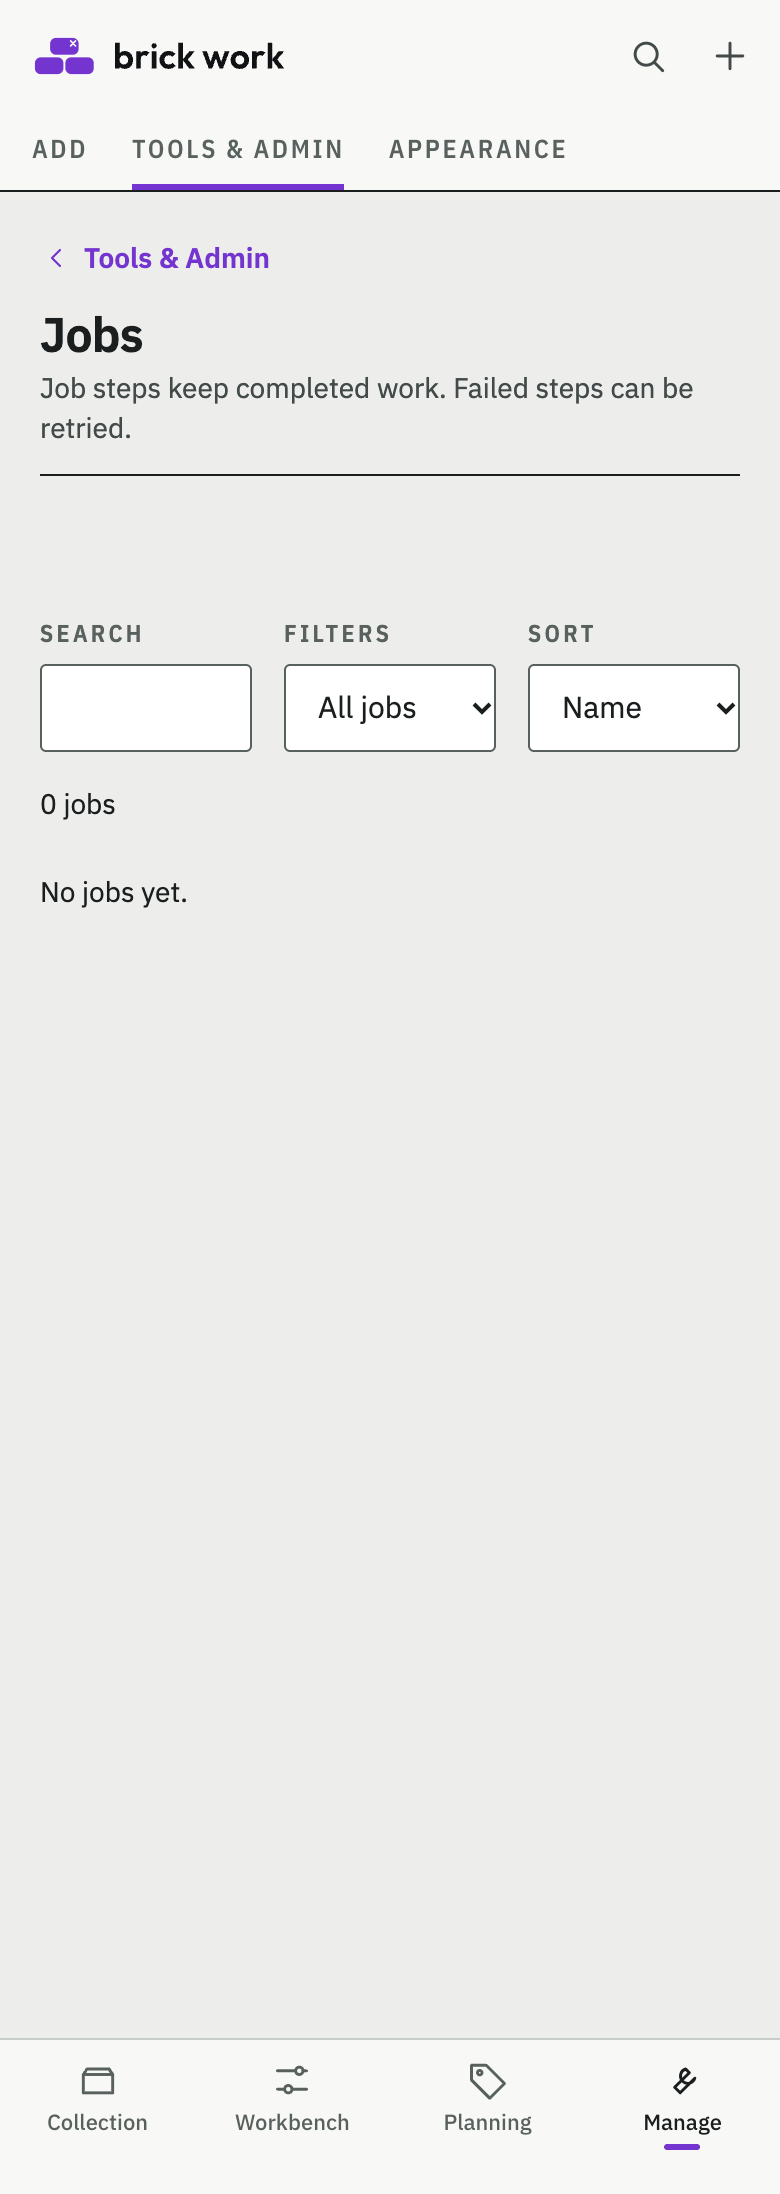 brick work
ADD TOOLS & ADMIN APPEARANCE
Tools & Admin
Jobs
Job steps keep completed work. Failed steps can be
retried.
SEARCH FILTERS SORT
All jobs Name
0 jobs
No jobs yet.
Collection Workbench Planning Manage